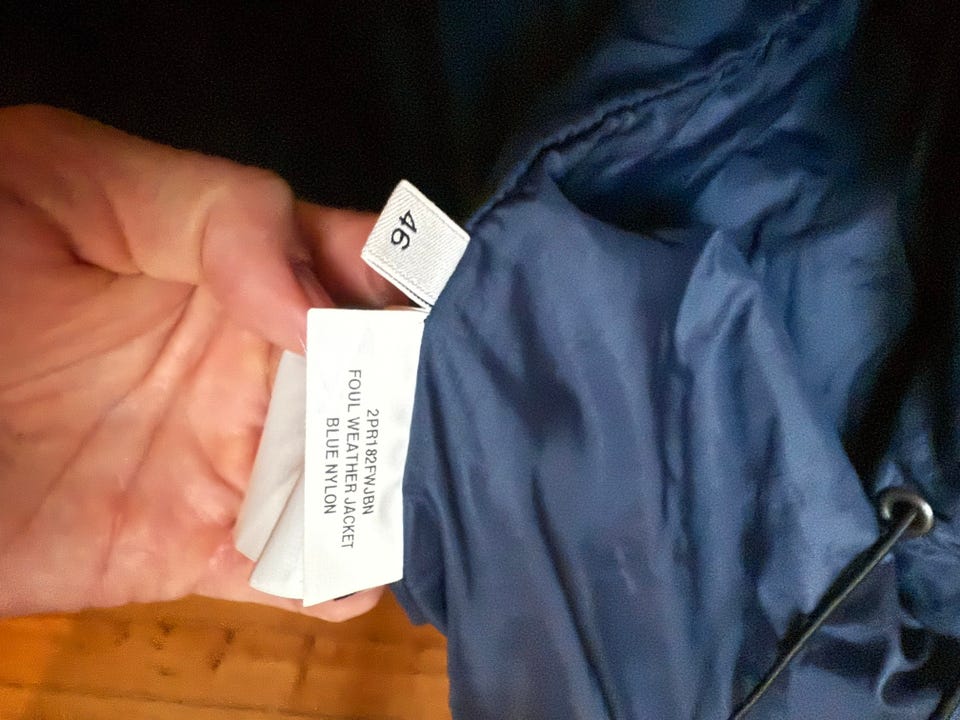 46
2PR182FWJBN
FOUL WEATHER JACKET
BLUE NYLON